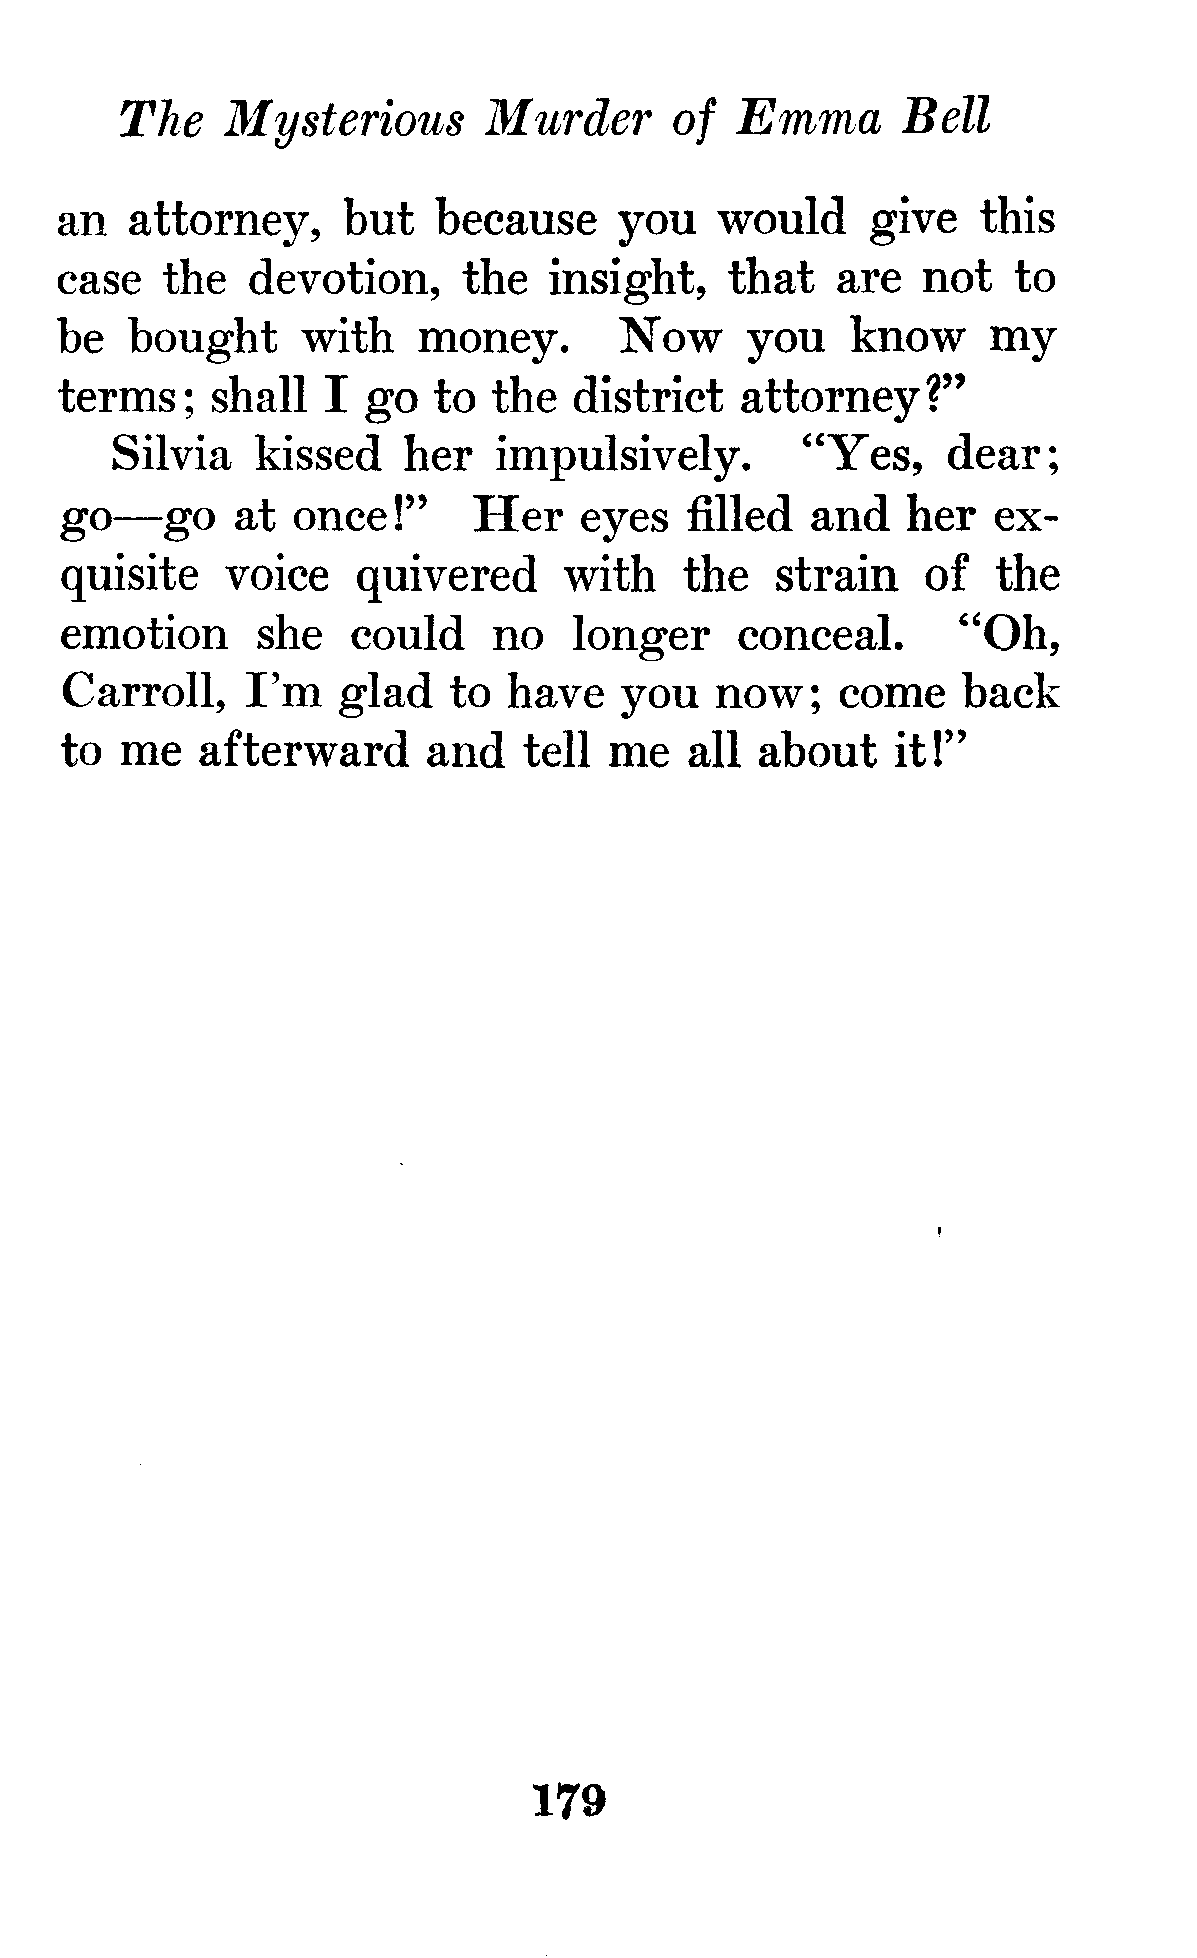 The Mysterious Murder of Emma Bell
an attorney, but because you would give this
case the devotion, the insight, that are not to
be bought with money. Now you know my
terms; shall I go to the district attorney?”
Silvia kissed her impulsively. “Yes, dear;
go—go at once!” Her eyes filled and her ex-
quisite voice quivered with the strain of the
emotion she could no longer conceal. “Oh,
Carroll, I’m glad to have you now; come back
to me afterward and tell me all about it!”
179